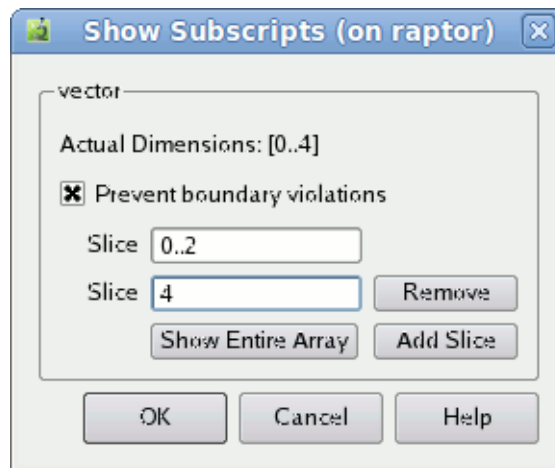 Show Subscripts (on raptor)
vector
Actual Dimensions: [0..4]
Prevent boundary violations
Slice 0..2
Slice 4 Remove
Show Entire Array Add Slice
OK Cancel Help